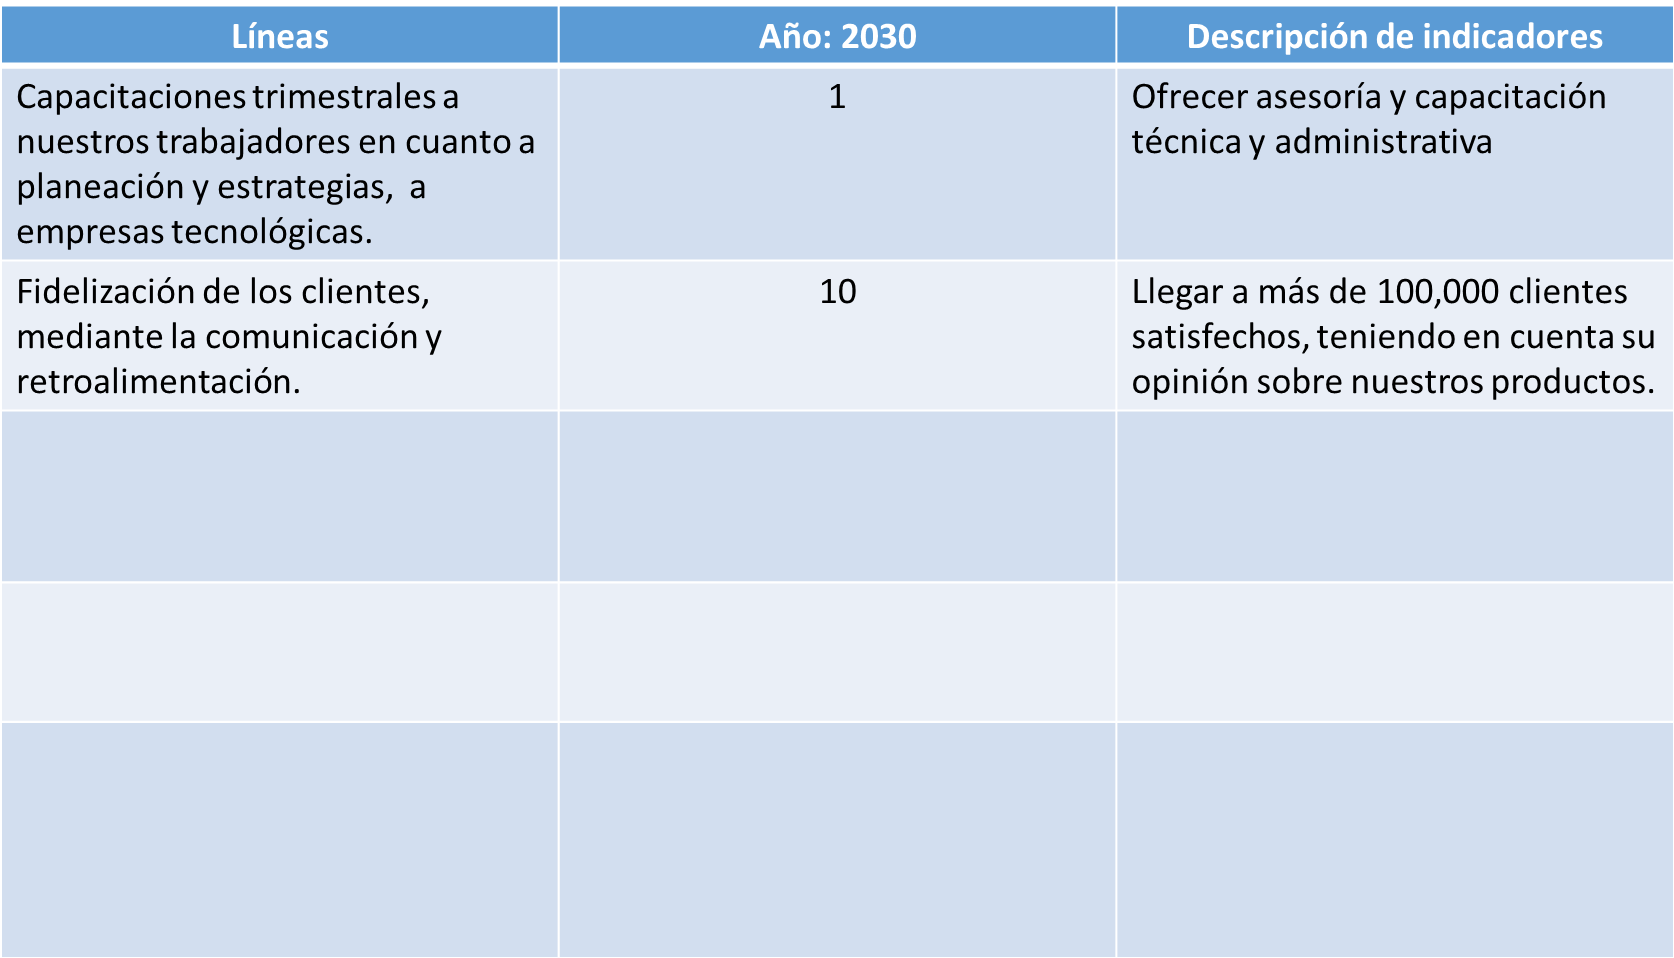 Líneas
Año: 2030
Descripción de indicadores
Capacitaciones trimestrales a
nuestros trabajadores en cuanto a
planeación y estrategias,  a
empresas tecnológicas.
1
Ofrecer asesoría y capacitación
técnica y administrativa
Fidelización de los clientes,
mediante la comunicación y
retroalimentación.
10
Llegar a más de 100,000 clientes
satisfechos, teniendo en cuenta su
opinión sobre nuestros productos.